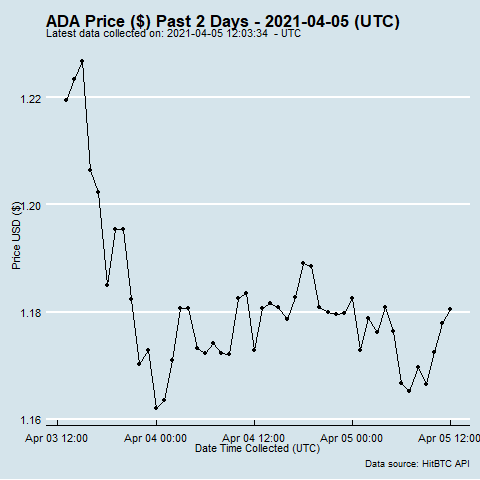 ADA Price ($) Past 2 Days - 2021-04-05 (UTC)
Latest data collected on: 2021-04-05 12:03:34  - UTC
1.22
1.20
1.18
1.16
Price USD ($)
Apr 03 12:00
Apr 04 00:00
Apr 04 12:00
Apr 05 00:00
Apr 05 12:00
Date Time Collected (UTC)
Data source: HitBTC API